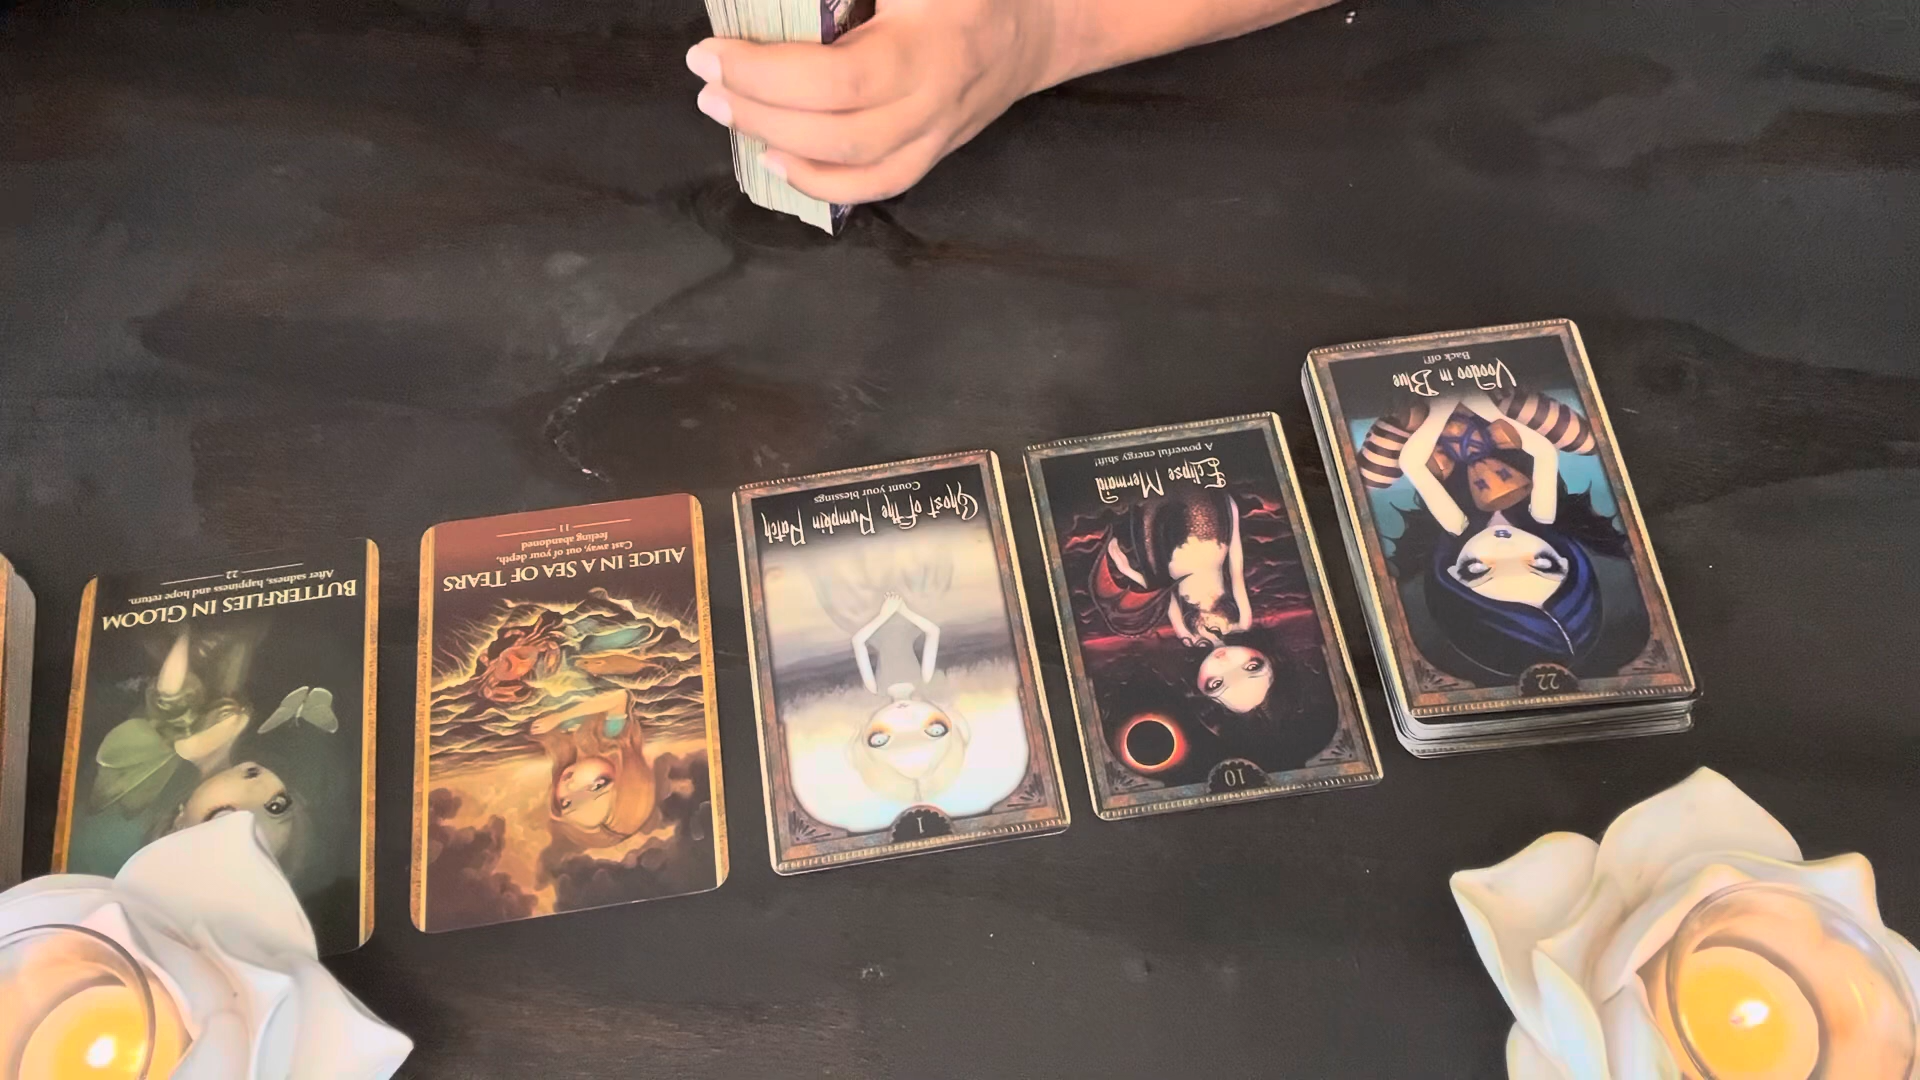 BUTTERFLIES IN GLOOM
After sadness, happiness and hope return.
22
ALICE IN A SEA OF TEARS
Cast away, out of your depth,
feeling abandoned
11
Ghost of the Pumpkin Patch
Count your blessings
1
Eclipse Mermaid
A powerful energy shift!
10
Voodoo in Blue
Back off!
22